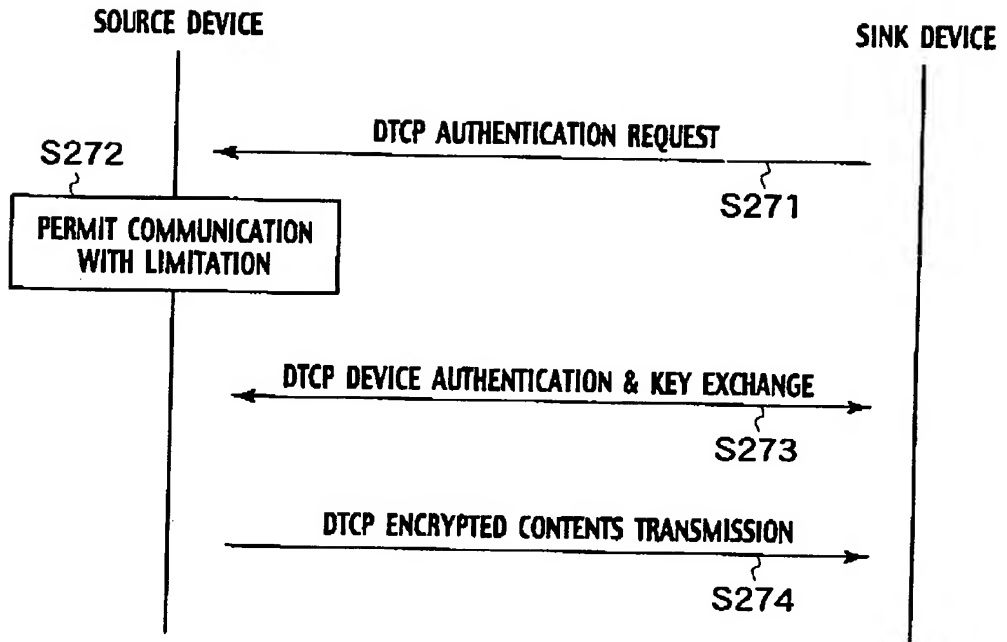 SOURCE DEVICE
SINK DEVICE
DTCP AUTHENTICATION REQUEST
S271
S272
PERMIT COMMUNICATION
WITH LIMITATION
DTCP DEVICE AUTHENTICATION & KEY EXCHANGE
S273
DTCP ENCRYPTED CONTENTS TRANSMISSION
S274